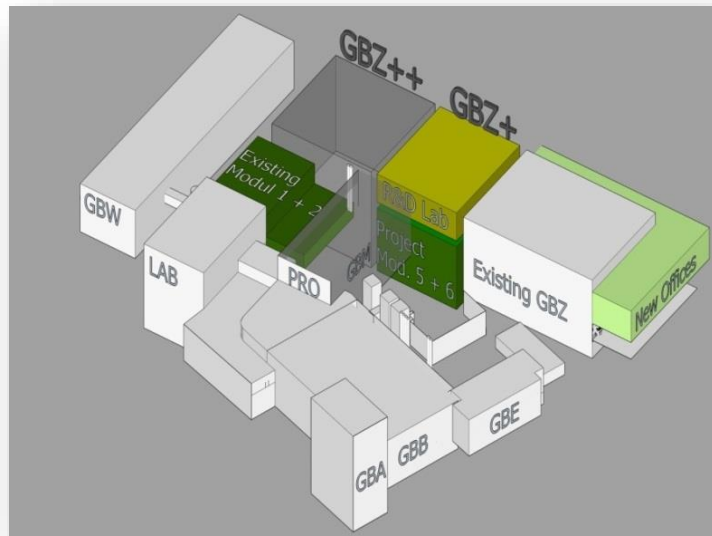 GBZ++
GBZ+
Existing
Modul 1 + 2
R&D Lab
GBW
Project
Mod. 5 + 6
LAB
PRO
GBM
Existing GBZ
New Offices
GBA
GBB
GBE